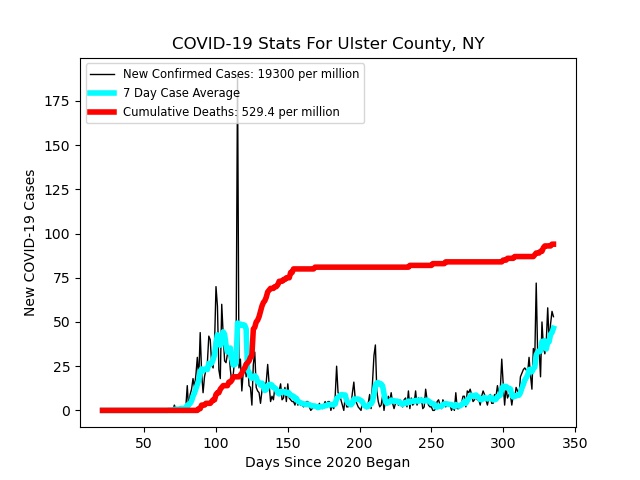 COVID-19 Stats For Ulster County, NY
New Confirmed Cases: 19300 per million
7 Day Case Average
Cumulative Deaths: 529.4 per million
New COVID-19 Cases
175
150
125
100
75
50
25
0
50 100 150 200 250 300 350
Days Since 2020 Began